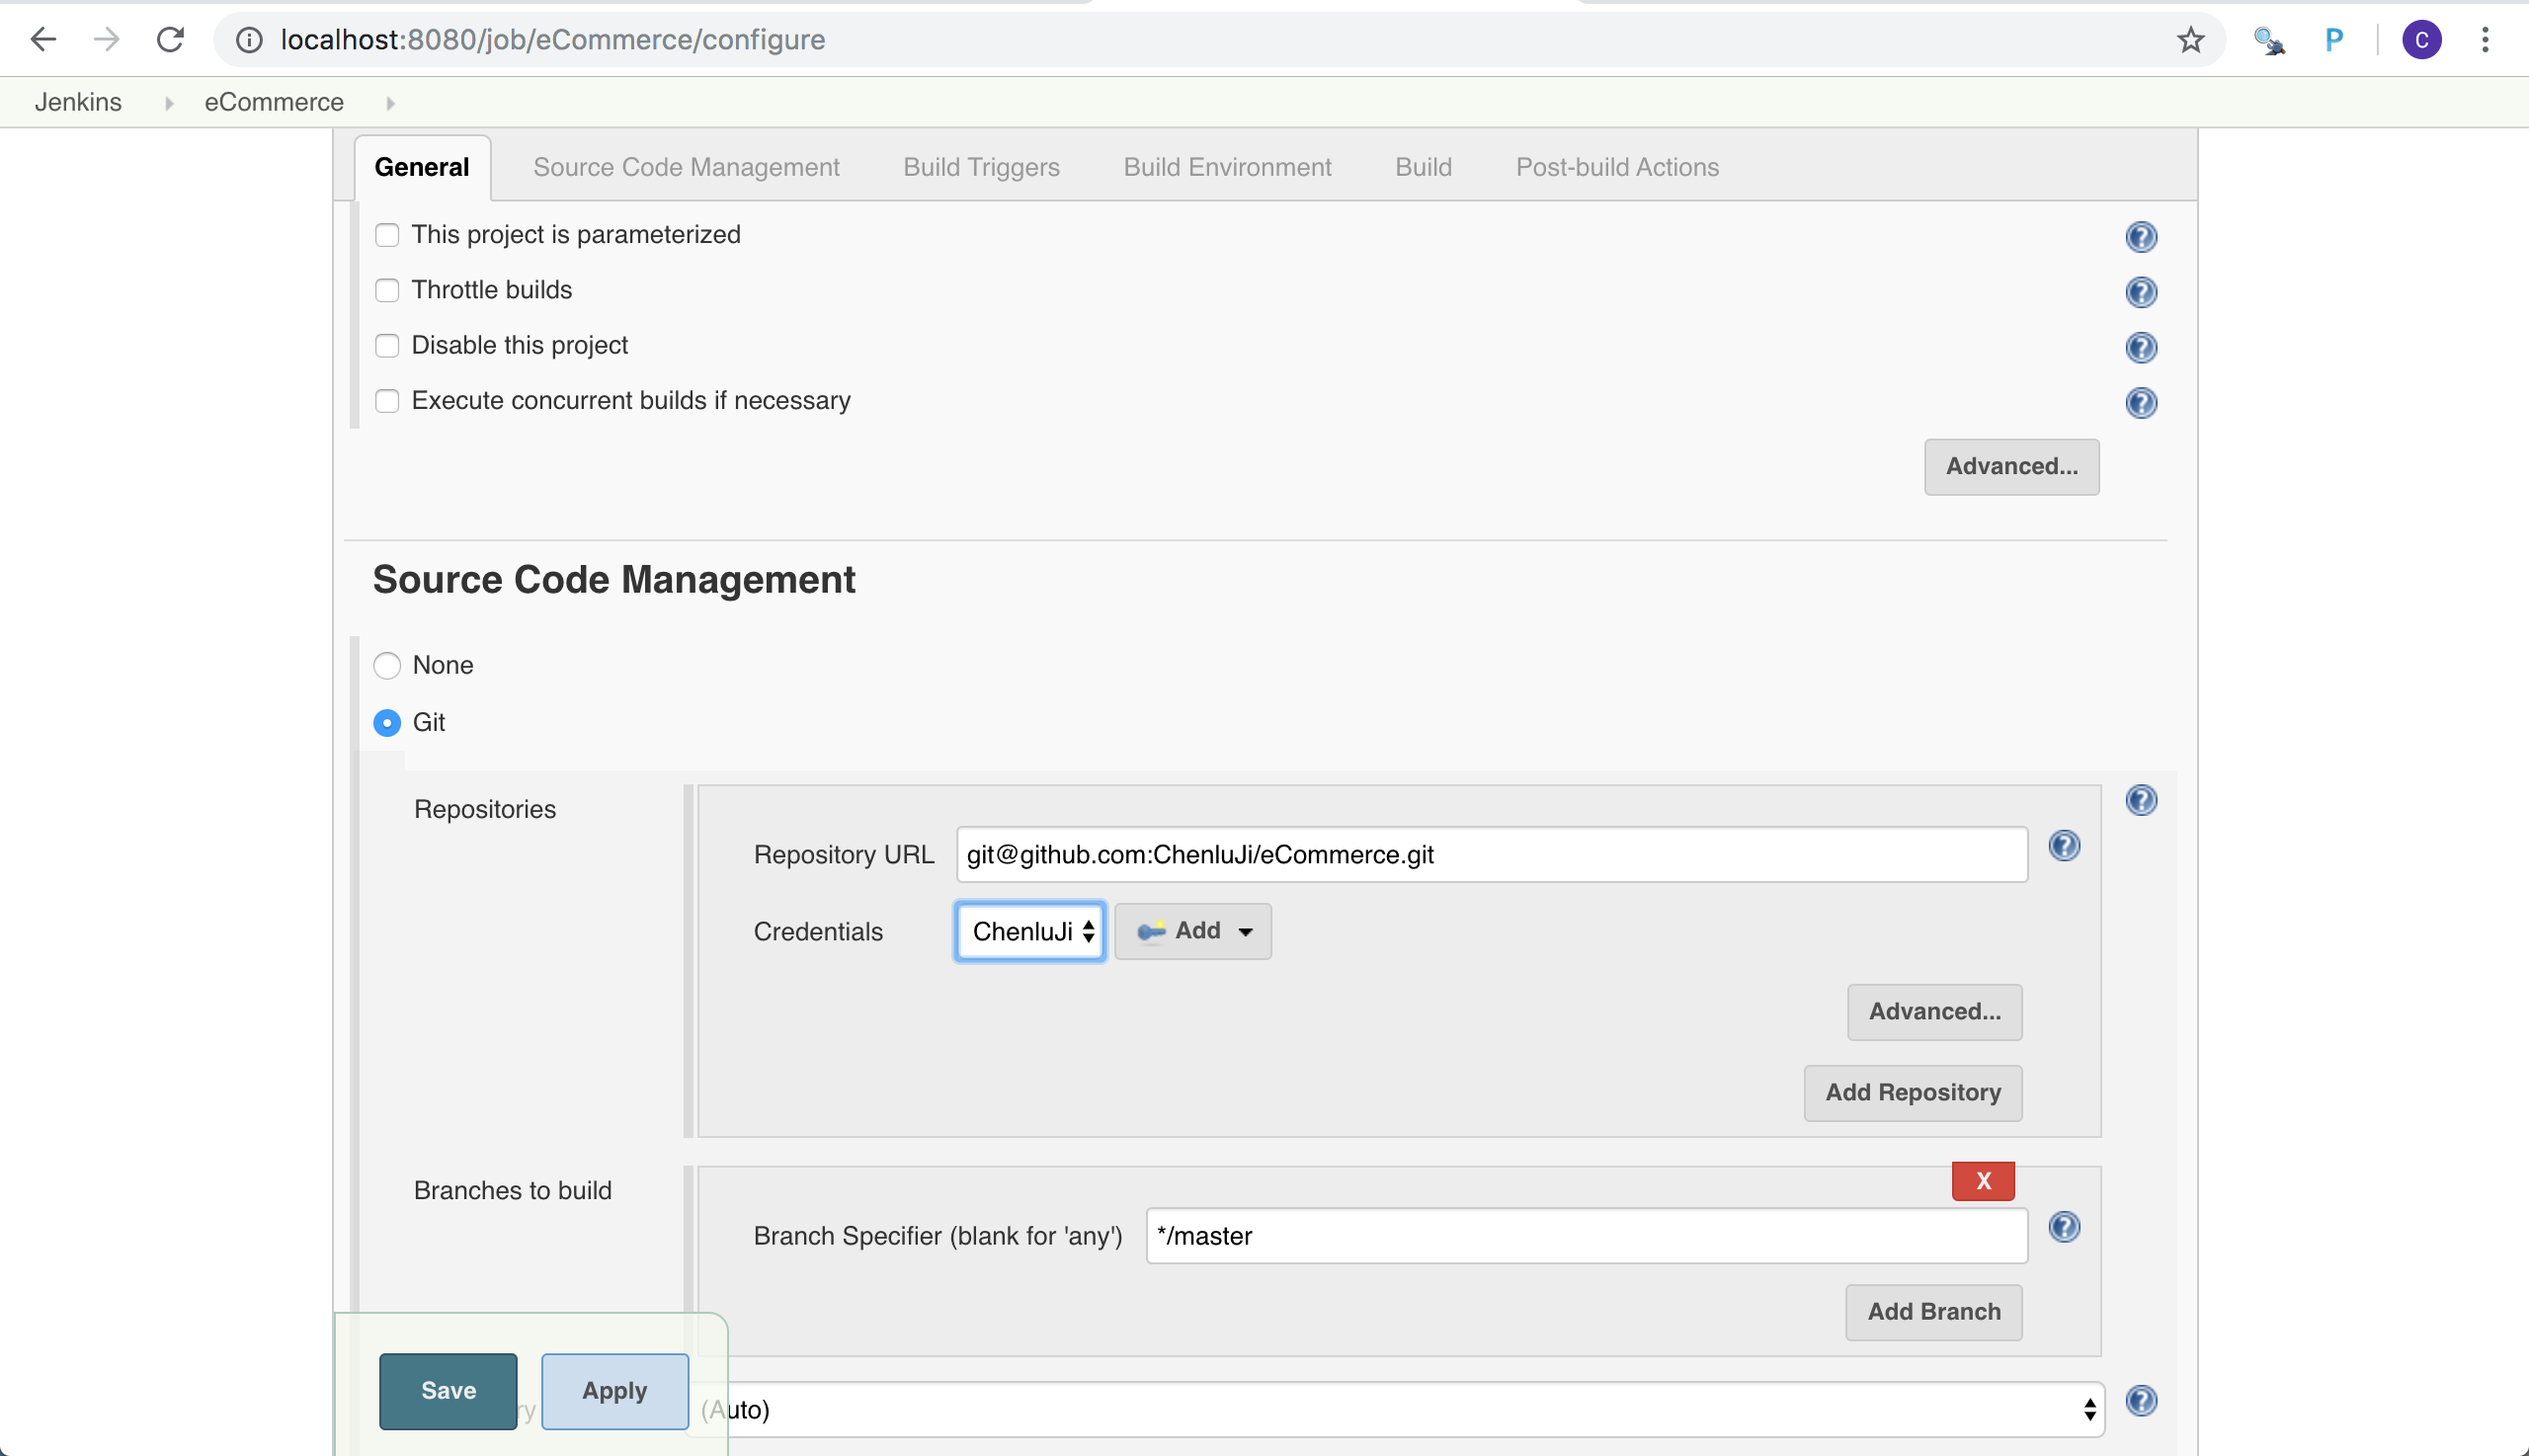 localhost:8080/job/eCommerce/configure
P
C
Jenkins eCommerce
General Source Code Management Build Triggers Build Environment Build Post-build Actions
This project is parameterized
Throttle builds
Disable this project
Execute concurrent builds if necessary
Advanced...
Source Code Management
None
Git
Repositories
Repository URL git@github.com:ChenluJi/eCommerce.git
Credentials ChenluJi Add
Advanced...
Add Repository
Branches to build
X
Branch Specifier (blank for 'any') */master
Add Branch
Save Apply
(Auto)